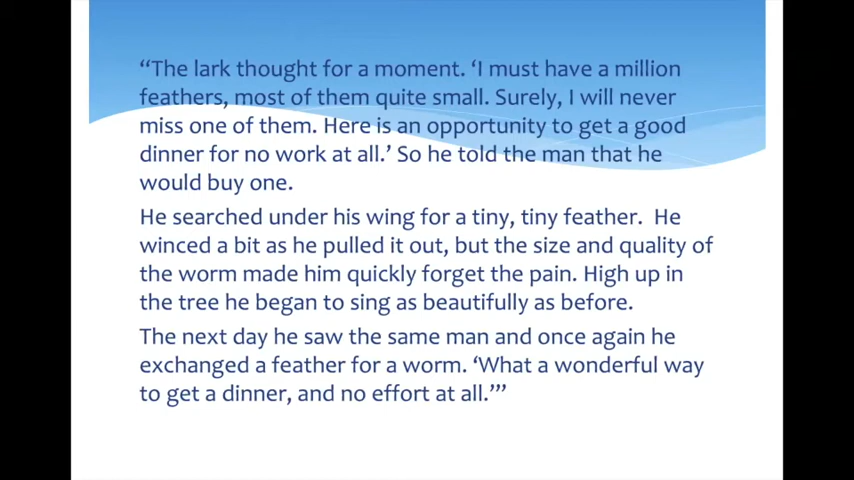 “The lark thought for a moment. ‘I must have a million
feathers, most of them quite small. Surely, I will never
miss one of them. Here is an opportunity to get a good
dinner for no work at all.’ So he told the man that he
would buy one.
He searched under his wing for a tiny, tiny feather.  He
winced a bit as he pulled it out, but the size and quality of
the worm made him quickly forget the pain. High up in
the tree he began to sing as beautifully as before.
The next day he saw the same man and once again he
exchanged a feather for a worm. ‘What a wonderful way
to get a dinner, and no effort at all.’”